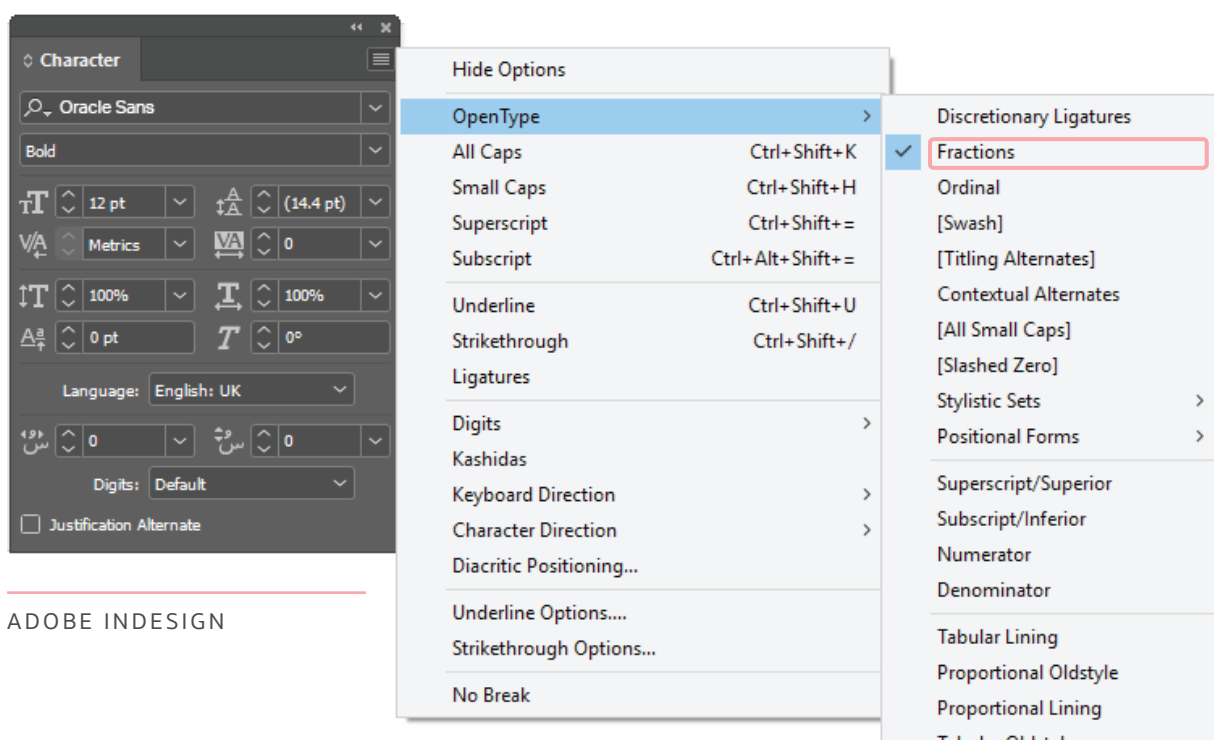 Character
Oracle Sans
Bold
12 pt (14.4 pt)
Metrics 0
100% 100%
0 pt 0°
Language: English: UK
0 0
Digits: Default
Justification Alternate
ADOBE INDESIGN
Hide Options
OpenType
All Caps Ctrl+Shift+K
Small Caps Ctrl+Shift+H
Superscript Ctrl+Shift+=
Subscript Ctrl+Alt+Shift+=
Underline Ctrl+Shift+U
Strikethrough Ctrl+Shift+/
Ligatures
Digits
Kashidas
Keyboard Direction
Character Direction
Diacritic Positioning...
Underline Options....
Strikethrough Options...
No Break
Discretionary Ligatures
Fractions
Ordinal
[Swash]
[Titling Alternates]
Contextual Alternates
[All Small Caps]
[Slashed Zero]
Stylistic Sets
Positional Forms
Superscript/Superior
Subscript/Inferior
Numerator
Denominator
Tabular Lining
Proportional Oldstyle
Proportional Lining